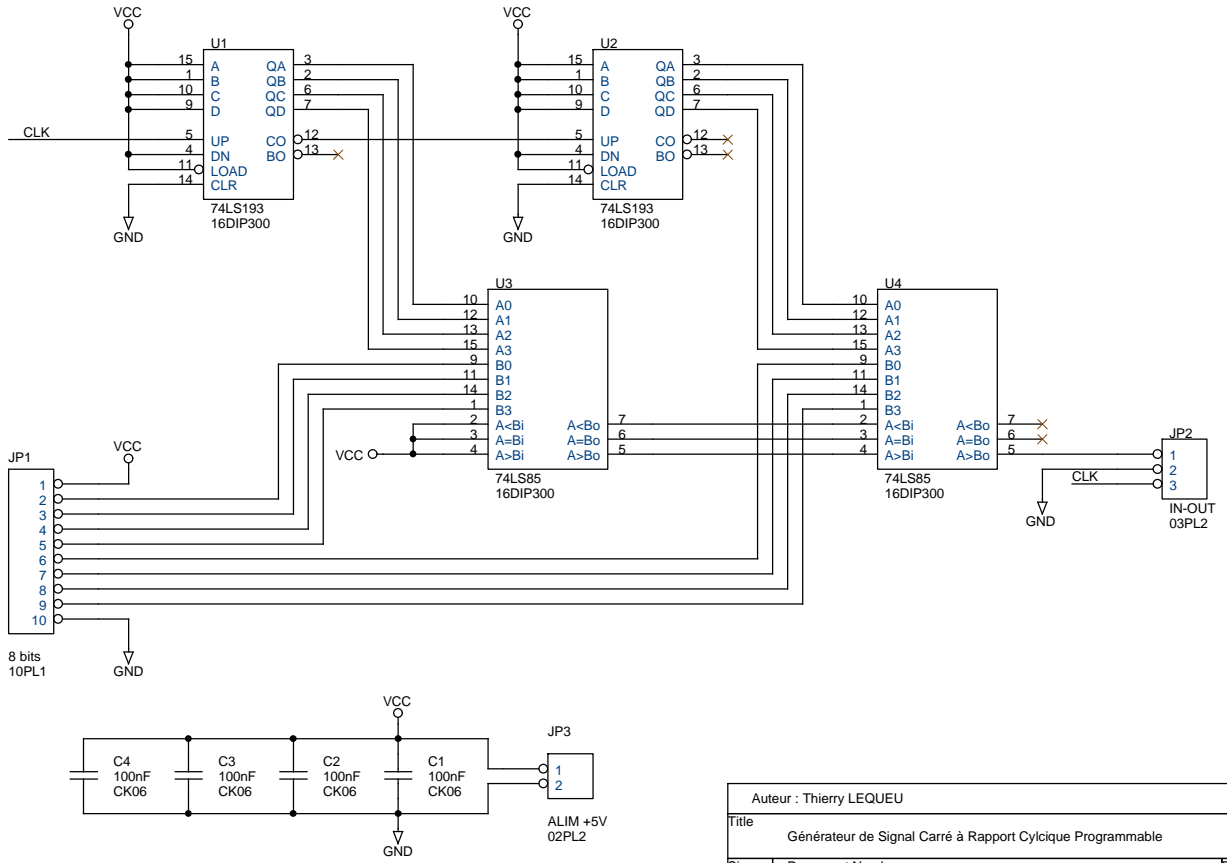 VCC
VCC
U1
15 A QA 3
1 B QB 2
10 C QC 6
9 D QD 7
CLK
5 UP CO 12
4 DN BO 13
11 LOAD
14 CLR
74LS193
16DIP300
GND
U2
15 A QA 3
1 B QB 2
10 C QC 6
9 D QD 7
5 UP CO 12
4 DN BO 13
11 LOAD
14 CLR
74LS193
16DIP300
GND
U3
10 A0
12 A1
13 A2
15 A3
9 B0
11 B1
14 B2
1 B3
2 A<Bi A<Bo 7
3 A=Bi A=Bo 6
4 A>Bi A>Bo 5
VCC
74LS85
16DIP300
U4
10 A0
12 A1
13 A2
15 A3
9 B0
11 B1
14 B2
1 B3
2 A<Bi A<Bo 7
3 A=Bi A=Bo 6
4 A>Bi A>Bo 5
74LS85
16DIP300
JP2
1
2
3
CLK
GND
IN-OUT
03PL2
JP1
VCC
1
2
3
4
5
6
7
8
9
10
8 bits
10PL1
GND
VCC
C4
100nF
CK06
C3
100nF
CK06
C2
100nF
CK06
C1
100nF
CK06
GND
JP3
1
2
ALIM +5V
02PL2
Auteur : Thierry LEQUEU
Title
Générateur de Signal Carré à Rapport Cylcique Programmable